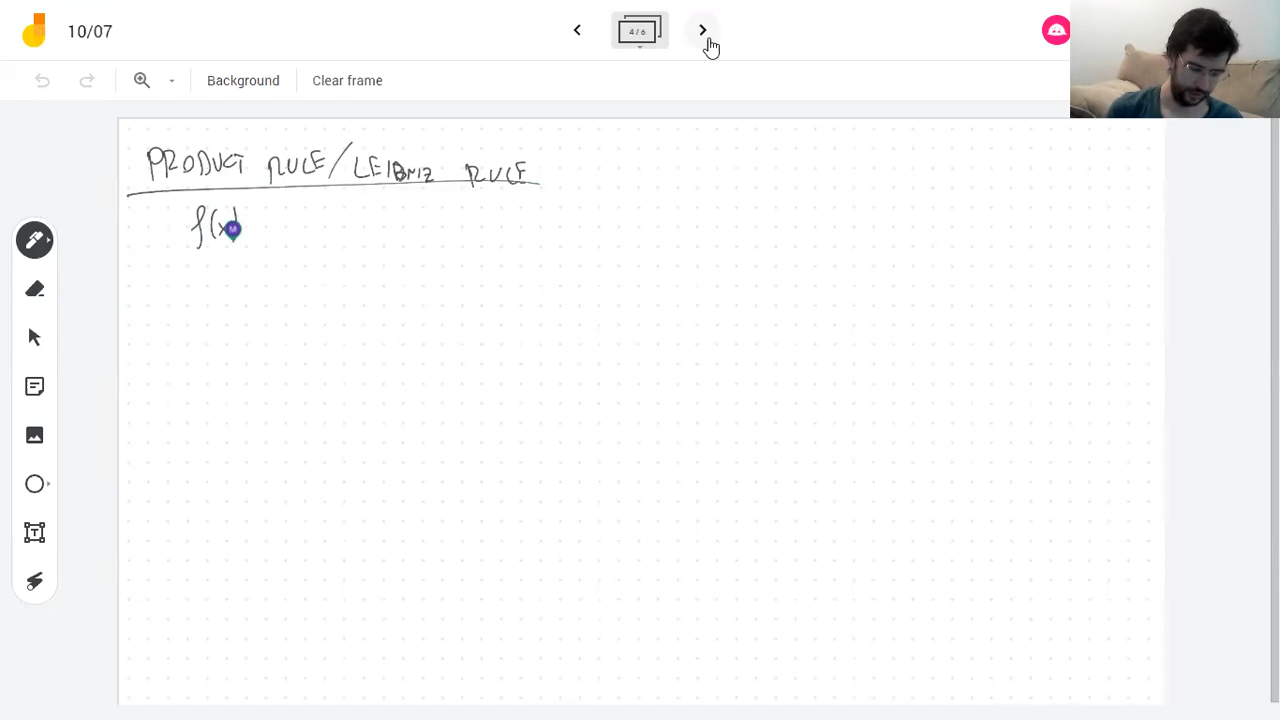 10/07
4 / 6
Background
Clear frame
PRODUCT RULE/LEIBNIZ RULE
f(x)
M
T